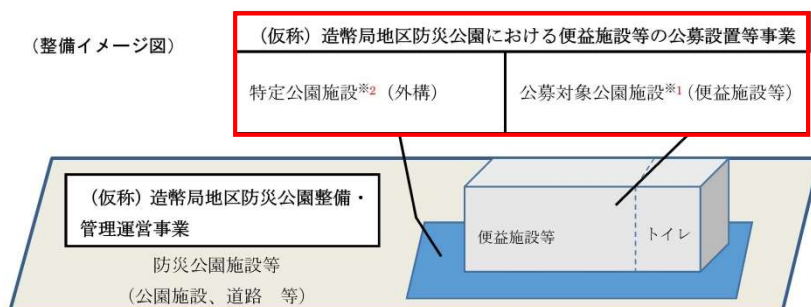 （整備イメージ図）
（仮称）造幣局地区防災公園における便益施設等の公募設置等事業
特定公園施設※2（外構）
公募対象公園施設※1（便益施設等）
（仮称）造幣局地区防災公園整備・
管理運営事業
防災公園施設等
（公園施設、道路　等）
便益施設等
トイレ